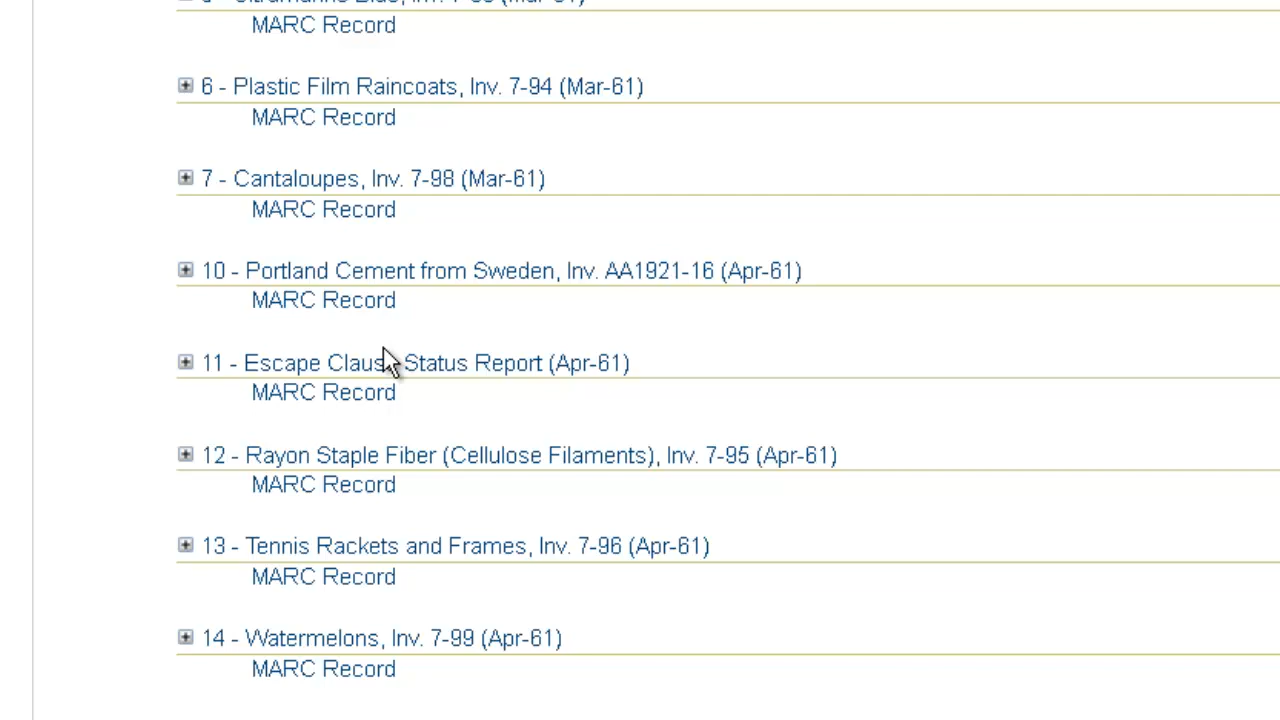 MARC Record
6 - Plastic Film Raincoats, Inv. 7-94 (Mar-61)
MARC Record
7 - Cantaloupes, Inv. 7-98 (Mar-61)
MARC Record
10 - Portland Cement from Sweden, Inv. AA1921-16 (Apr-61)
MARC Record
11 - Escape Clause Status Report (Apr-61)
MARC Record
12 - Rayon Staple Fiber (Cellulose Filaments), Inv. 7-95 (Apr-61)
MARC Record
13 - Tennis Rackets and Frames, Inv. 7-96 (Apr-61)
MARC Record
14 - Watermelons, Inv. 7-99 (Apr-61)
MARC Record